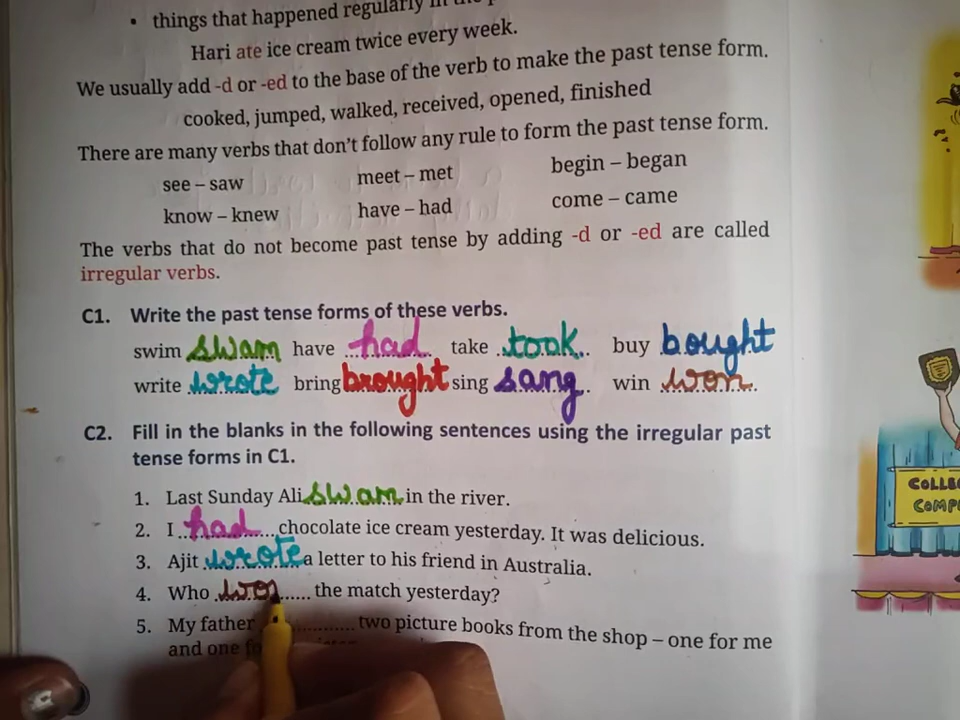 • things that happened regularly in the
Hari ate ice cream twice every week.
We usually add -d or -ed to the base of the verb to make the past tense form.
cooked, jumped, walked, received, opened, finished
There are many verbs that don't follow any rule to form the past tense form.
see – saw meet – met begin – began
know – knew have – had come – came
The verbs that do not become past tense by adding -d or -ed are called
irregular verbs.
C1. Write the past tense forms of these verbs.
swim swam have had take took buy bought
write wrote bring brought sing sang win won
C2. Fill in the blanks in the following sentences using the irregular past
tense forms in C1.
1. Last Sunday Ali swam in the river.
2. I had chocolate ice cream yesterday. It was delicious.
3. Ajit wrote a letter to his friend in Australia.
4. Who won the match yesterday?
5. My father ............ two picture books from the shop – one for me
and one